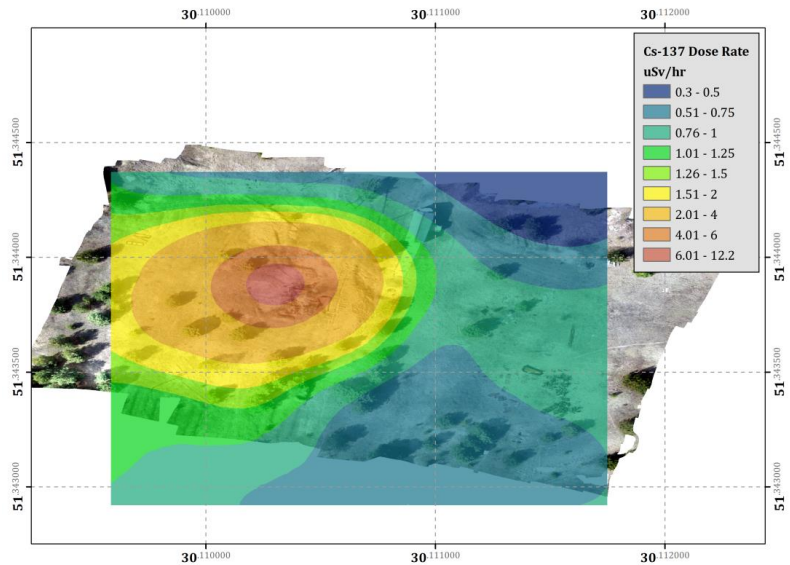 30.110000 30.111000 30.112000
Cs-137 Dose Rate
uSv/hr
0.3 - 0.5
0.51 - 0.75
0.76 - 1
1.01 - 1.25
1.26 - 1.5
1.51 - 2
2.01 - 4
4.01 - 6
6.01 - 12.2
51.344500
51.344500
51.344000
51.344000
51.343500
51.343500
51.343000
51.343000
30.110000 30.111000 30.112000